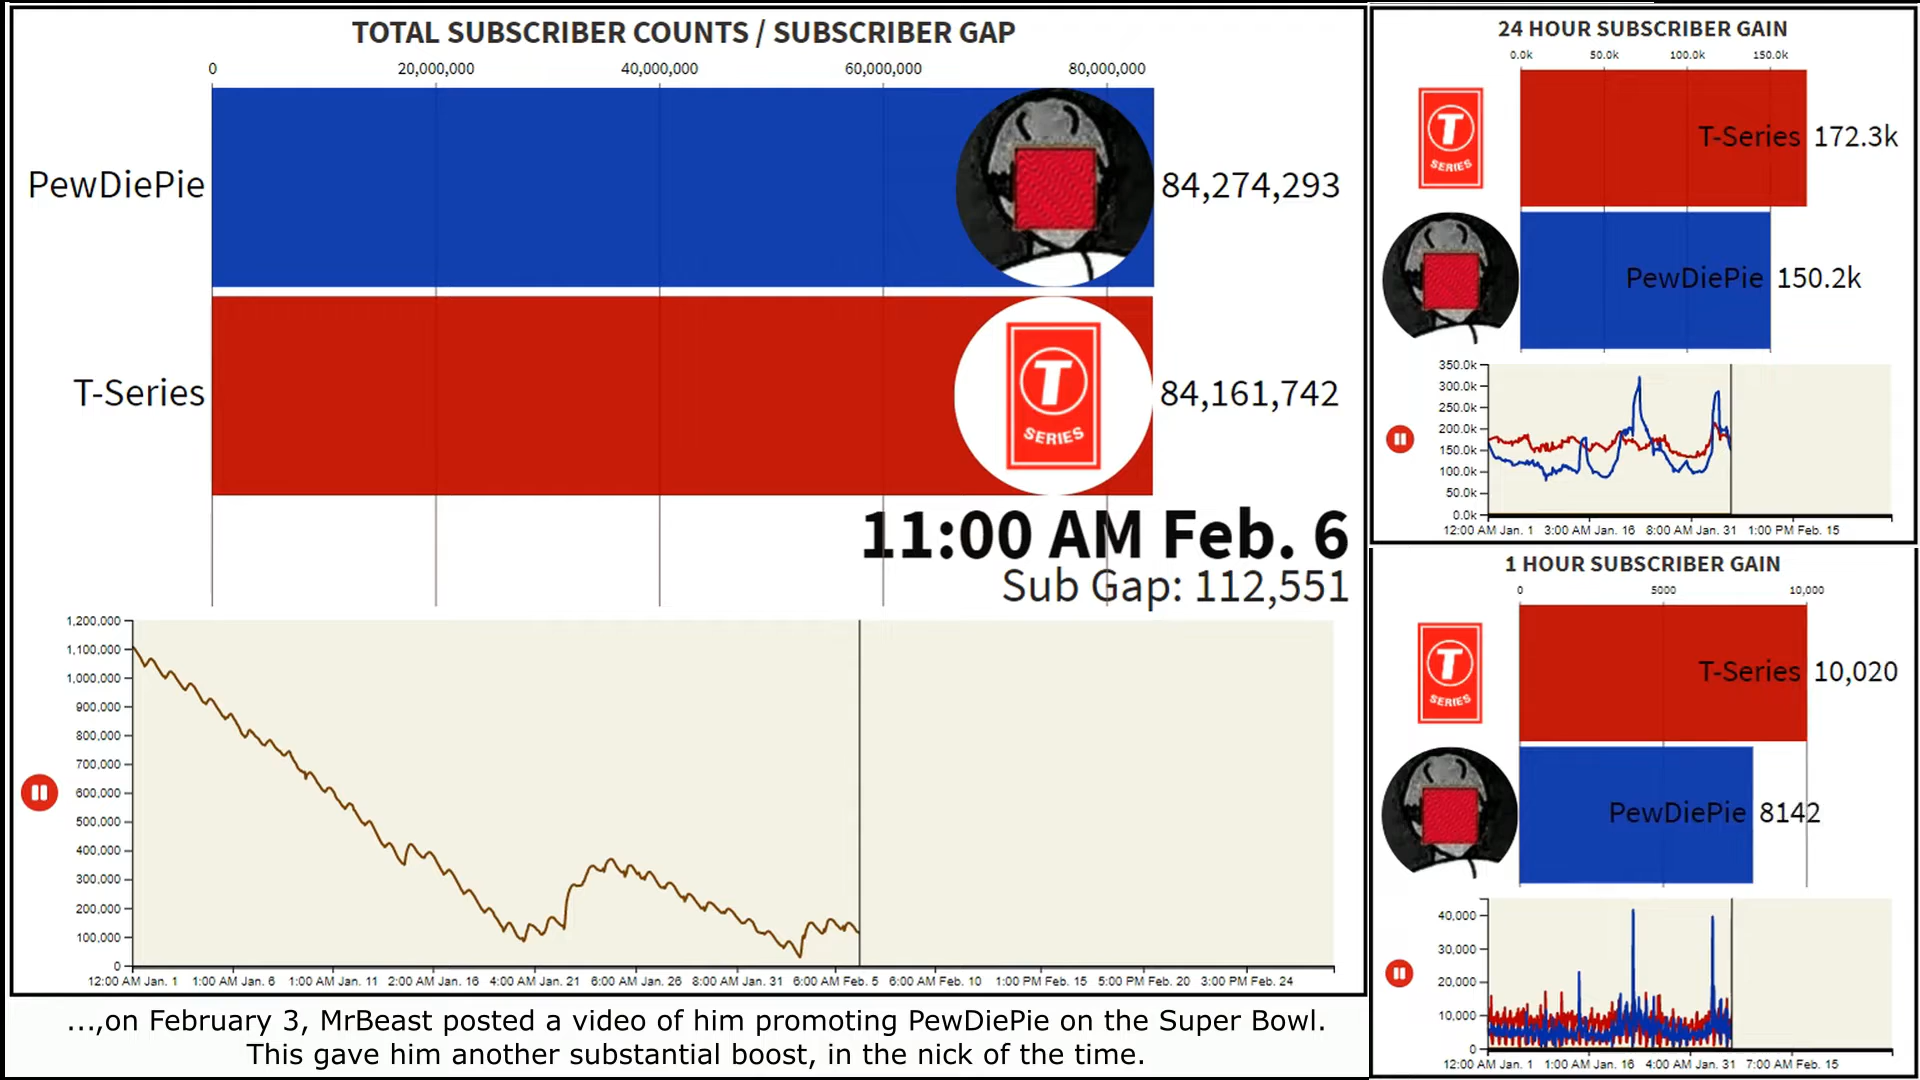 TOTAL SUBSCRIBER COUNTS / SUBSCRIBER GAP
0 20,000,000 40,000,000 60,000,000 80,000,000
PewDiePie 84,274,293
T-Series T SERIES 84,161,742
11:00 AM Feb. 6
Sub Gap: 112,551
1,200,000
1,100,000
1,000,000
900,000
800,000
700,000
600,000
500,000
400,000
300,000
200,000
100,000
0
12:00 AM Jan. 1 1:00 AM Jan. 6 1:00 AM Jan. 11 2:00 AM Jan. 16 4:00 AM Jan. 21 6:00 AM Jan. 26 8:00 AM Jan. 31 6:00 AM Feb. 5 6:00 AM Feb. 10 1:00 PM Feb. 15 5:00 PM Feb. 20 3:00 PM Feb. 24
...,on February 3, MrBeast posted a video of him promoting PewDiePie on the Super Bowl.
This gave him another substantial boost, in the nick of the time.
24 HOUR SUBSCRIBER GAIN
0.0k 50.0k 100.0k 150.0k
T SERIES T-Series 172.3k
PewDiePie 150.2k
350.0k
300.0k
250.0k
200.0k
150.0k
100.0k
50.0k
0.0k
12:00 AM Jan. 1 3:00 AM Jan. 16 8:00 AM Jan. 31 1:00 PM Feb. 15
1 HOUR SUBSCRIBER GAIN
0 5000 10,000
T SERIES T-Series 10,020
PewDiePie 8142
40,000
30,000
20,000
10,000
0
12:00 AM Jan. 1 1:00 AM Jan. 16 4:00 AM Jan. 31 7:00 AM Feb. 15